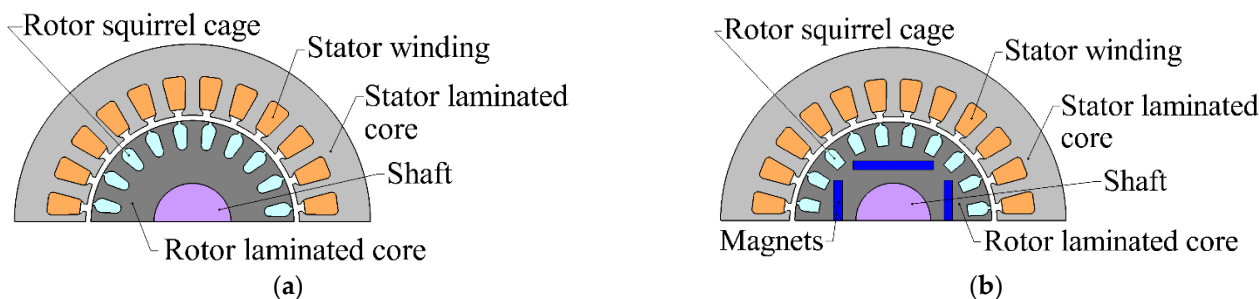 Rotor squirrel cage
Stator winding
Stator laminated
core
Shaft
Rotor laminated core
(a)
Rotor squirrel cage
Stator winding
Stator laminated
core
Shaft
Magnets
Rotor laminated core
(b)